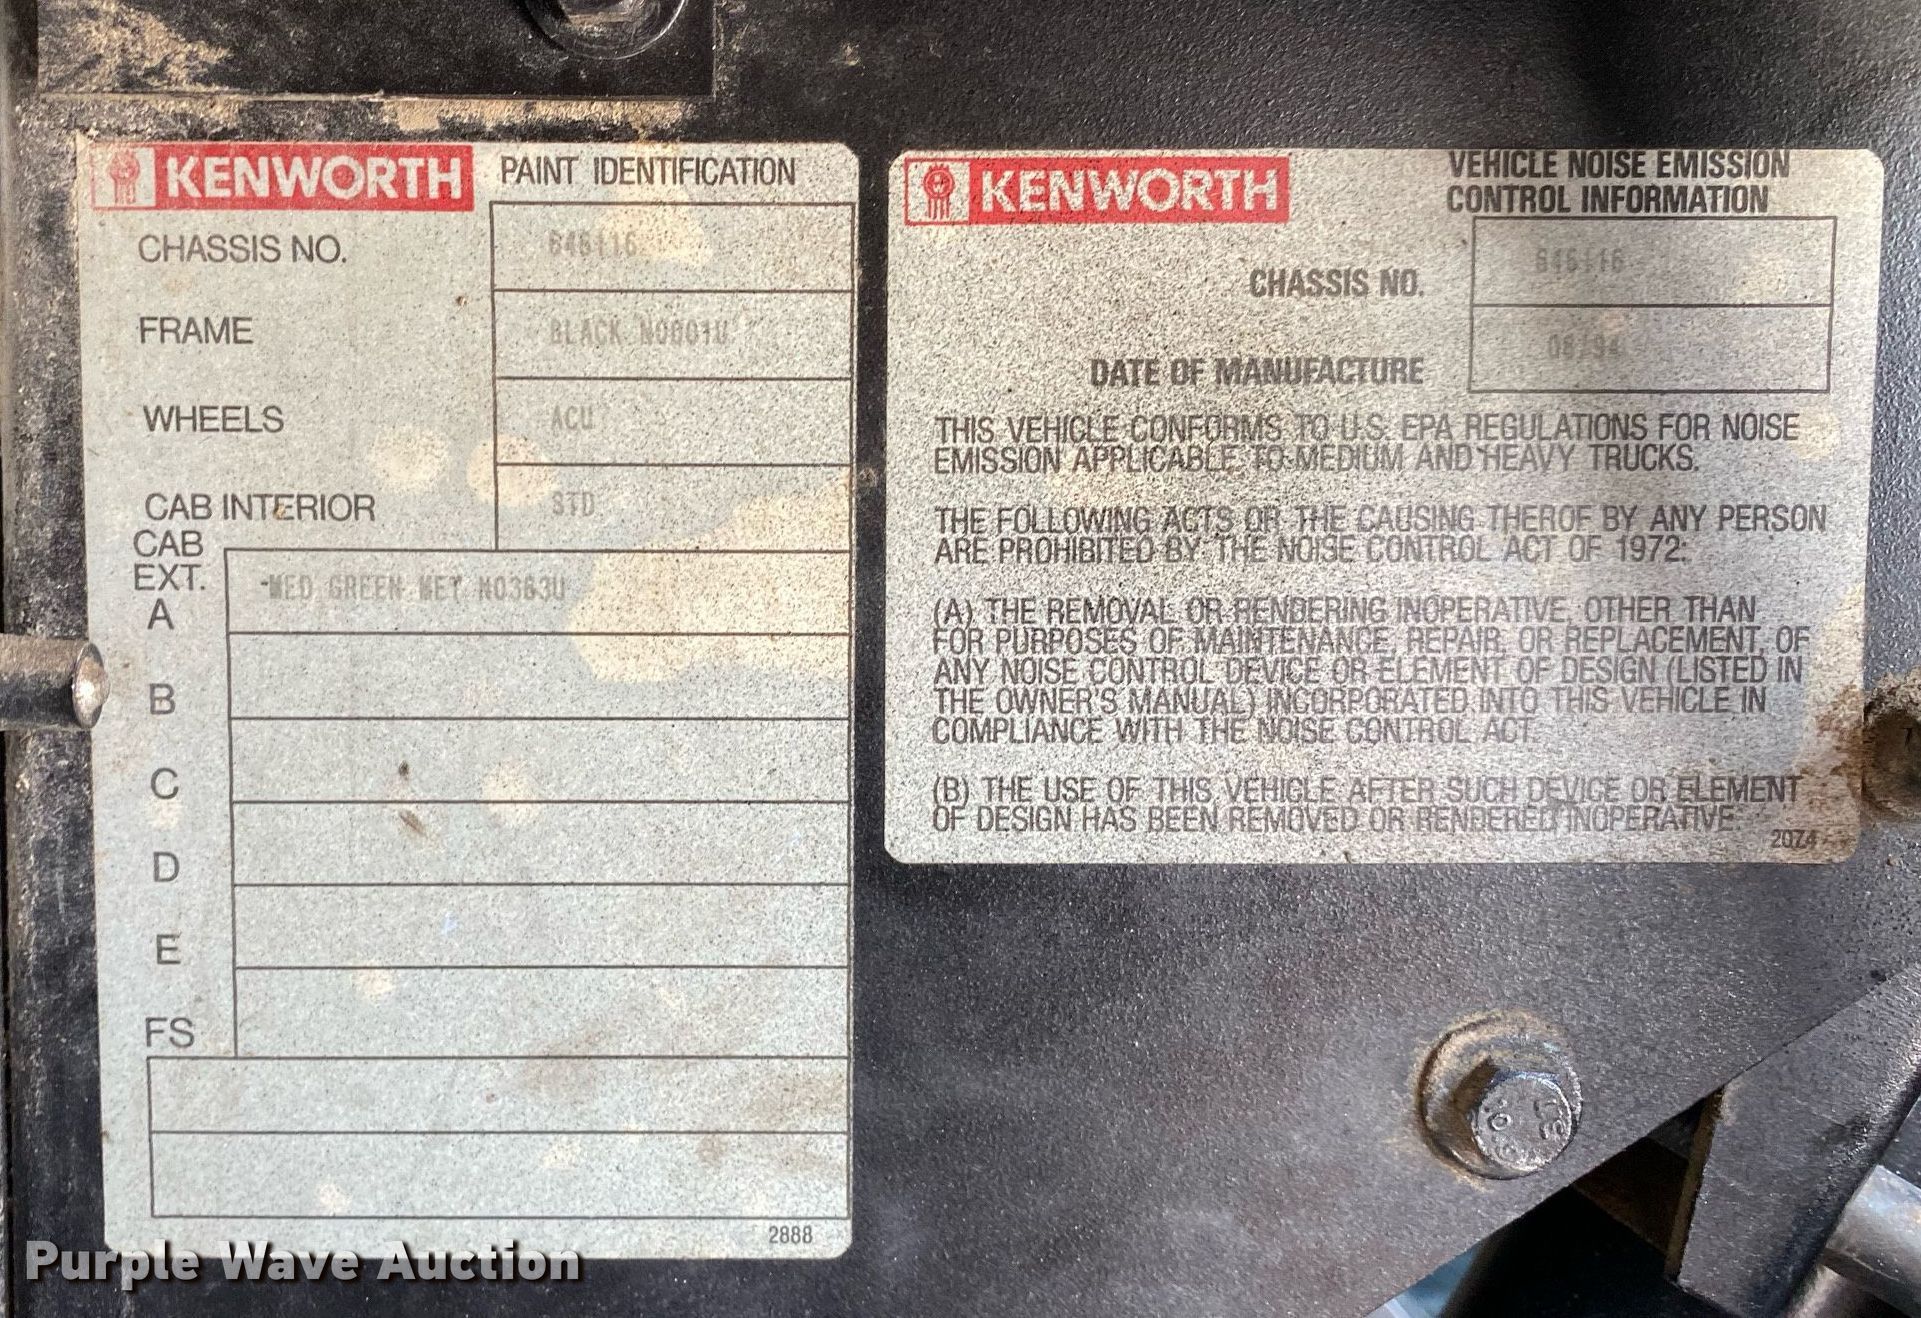 KENWORTH PAINT IDENTIFICATION
CHASSIS NO. 646116
FRAME BLACK N0001U
WHEELS ACU
CAB INTERIOR STD
CAB
EXT.
A MED GREEN MET N0363U
B
C
D
E
FS
2888
KENWORTH
VEHICLE NOISE EMISSION
CONTROL INFORMATION
CHASSIS NO. 646116
DATE OF MANUFACTURE
THIS VEHICLE CONFORMS TO U.S. EPA REGULATIONS FOR NOISE
EMISSION APPLICABLE TO MEDIUM AND HEAVY TRUCKS.
THE FOLLOWING ACTS OR THE CAUSING THEROF BY ANY PERSON
ARE PROHIBITED BY THE NOISE CONTROL ACT OF 1972:
(A) THE REMOVAL OR RENDERING INOPERATIVE, OTHER THAN
FOR PURPOSES OF MAINTENANCE, REPAIR, OR REPLACEMENT, OF
ANY NOISE CONTROL DEVICE OR ELEMENT OF DESIGN (LISTED IN
THE OWNER'S MANUAL) INCORPORATED INTO THIS VEHICLE IN
COMPLIANCE WITH THE NOISE CONTROL ACT.
(B) THE USE OF THIS VEHICLE AFTER SUCH DEVICE OR ELEMENT
OF DESIGN HAS BEEN REMOVED OR RENDERED INOPERATIVE.
20Z4
Purple Wave Auction